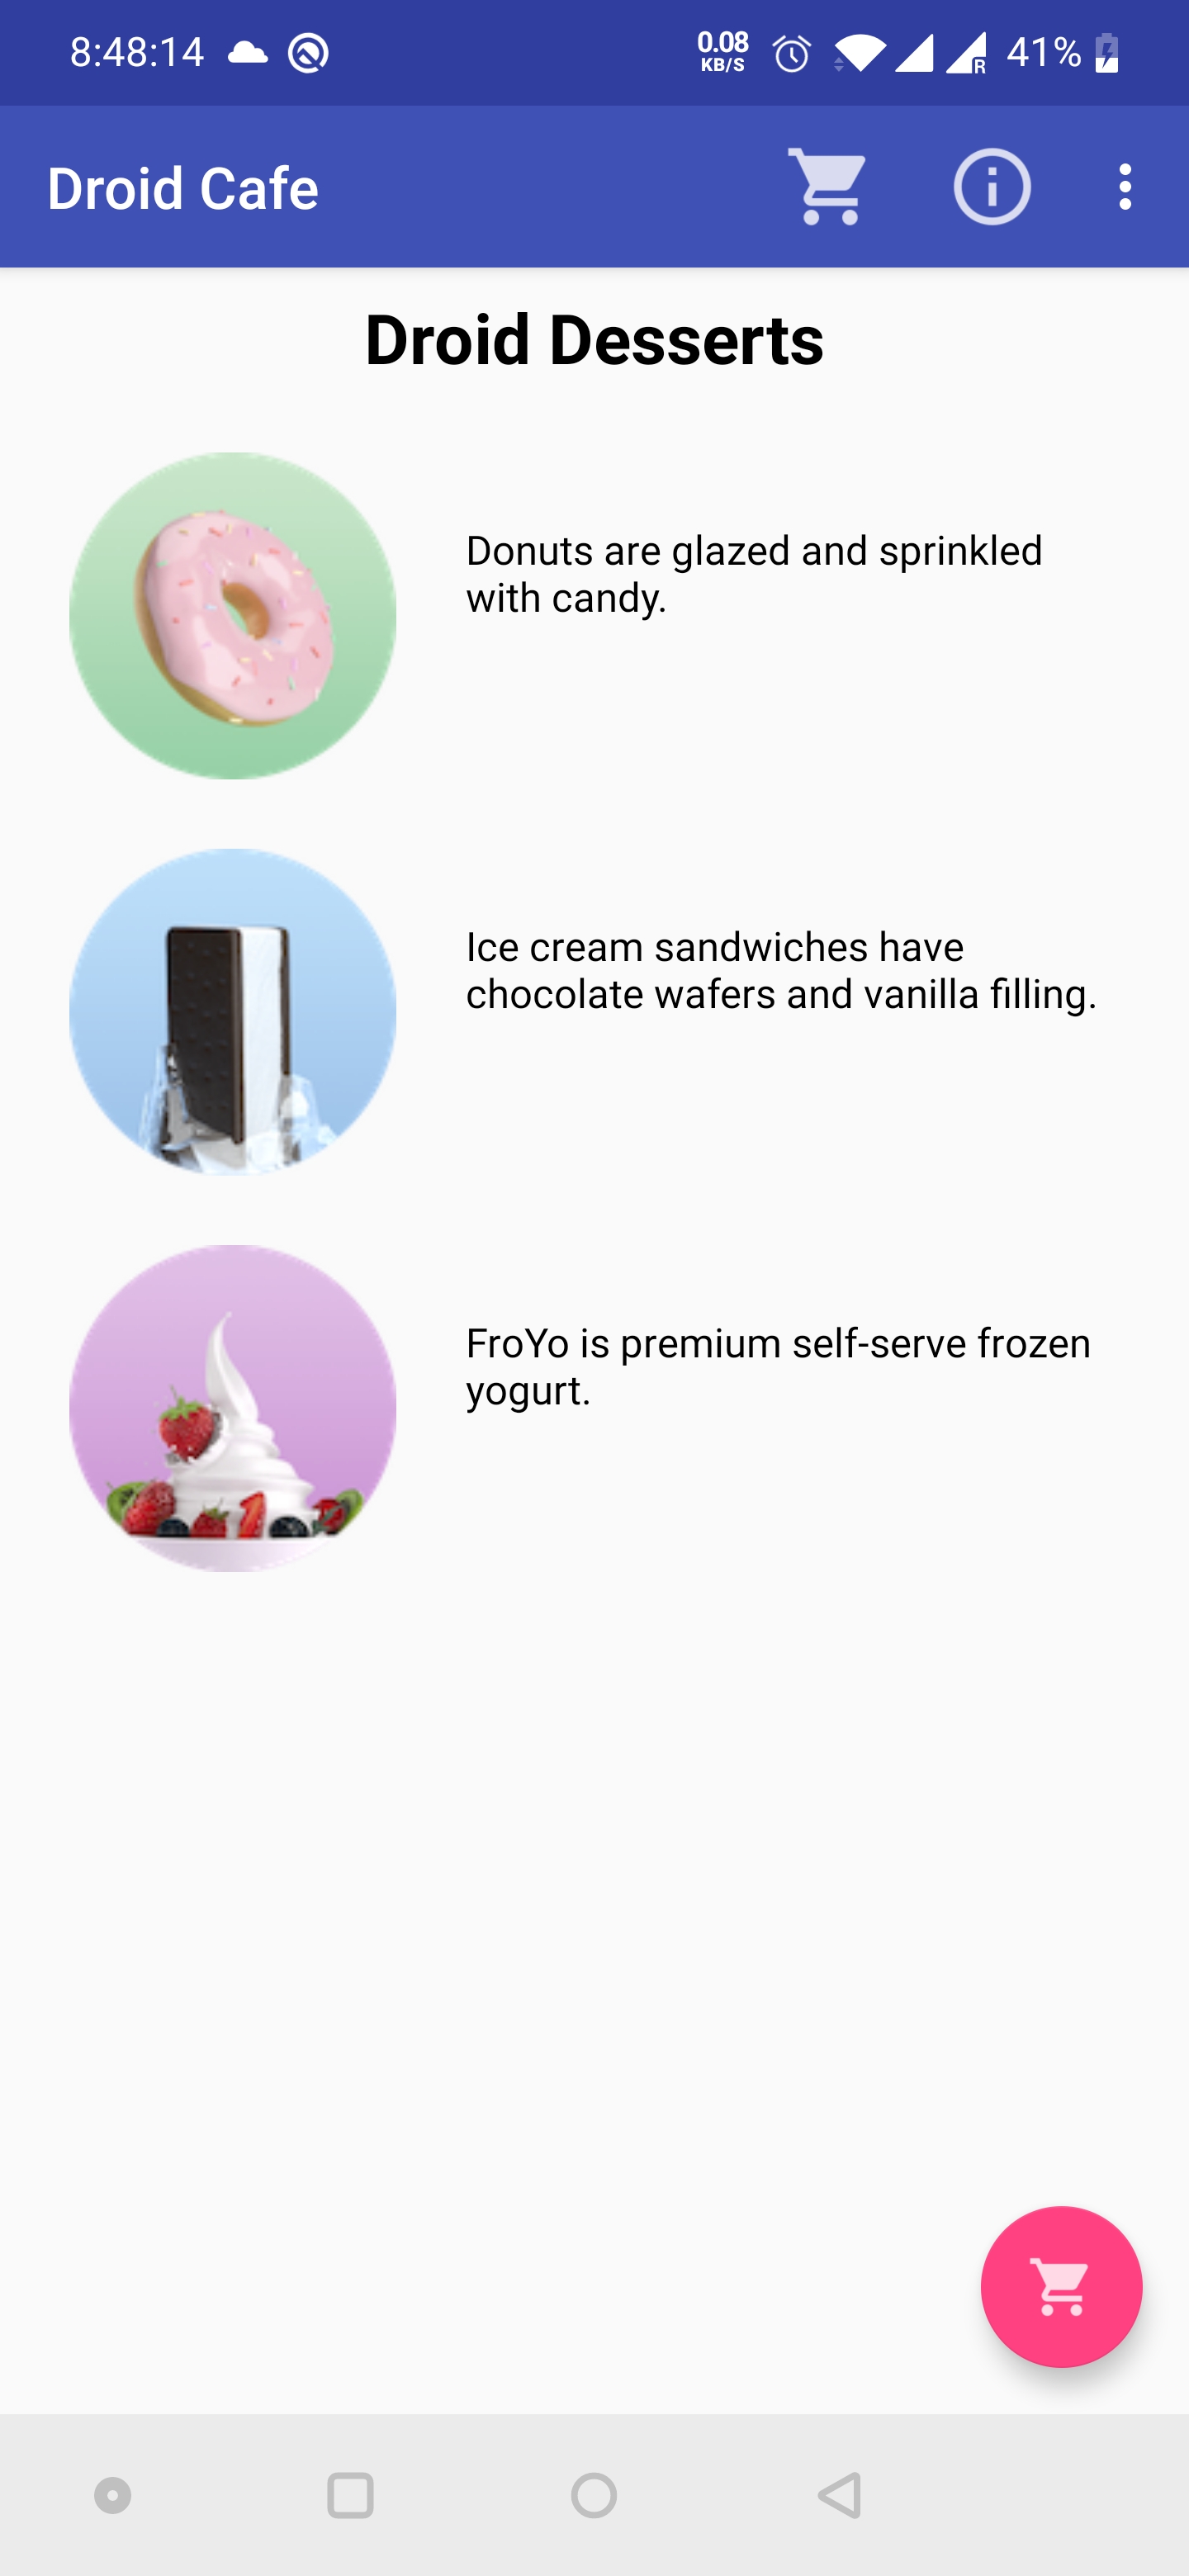 8:48:14
0.08
KB/S
R
41%
Droid Cafe
Droid Desserts
Donuts are glazed and sprinkled
with candy.
Ice cream sandwiches have
chocolate wafers and vanilla filling.
FroYo is premium self-serve frozen
yogurt.